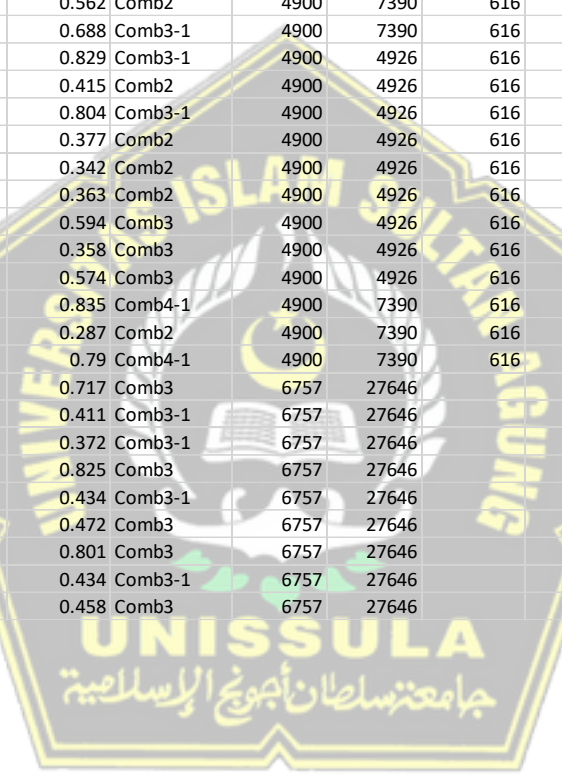 0.562 Comb2 4900 7390 616
0.688 Comb3-1 4900 7390 616
0.829 Comb3-1 4900 4926 616
0.415 Comb2 4900 4926 616
0.804 Comb3-1 4900 4926 616
0.377 Comb2 4900 4926 616
0.342 Comb2 4900 4926 616
0.363 Comb2 4900 4926 616
0.594 Comb3 4900 4926 616
0.358 Comb3 4900 4926 616
0.574 Comb3 4900 4926 616
0.835 Comb4-1 4900 7390 616
0.287 Comb2 4900 7390 616
0.79 Comb4-1 4900 7390 616
0.717 Comb3 6757 27646
0.411 Comb3-1 6757 27646
0.372 Comb3-1 6757 27646
0.825 Comb3 6757 27646
0.434 Comb3-1 6757 27646
0.472 Comb3 6757 27646
0.801 Comb3 6757 27646
0.434 Comb3-1 6757 27646
0.458 Comb3 6757 27646
UNIVERSITAS ISLAM SULTAN AGUNG
UNISSULA
جامعة سلطان أجونج الإسلامية